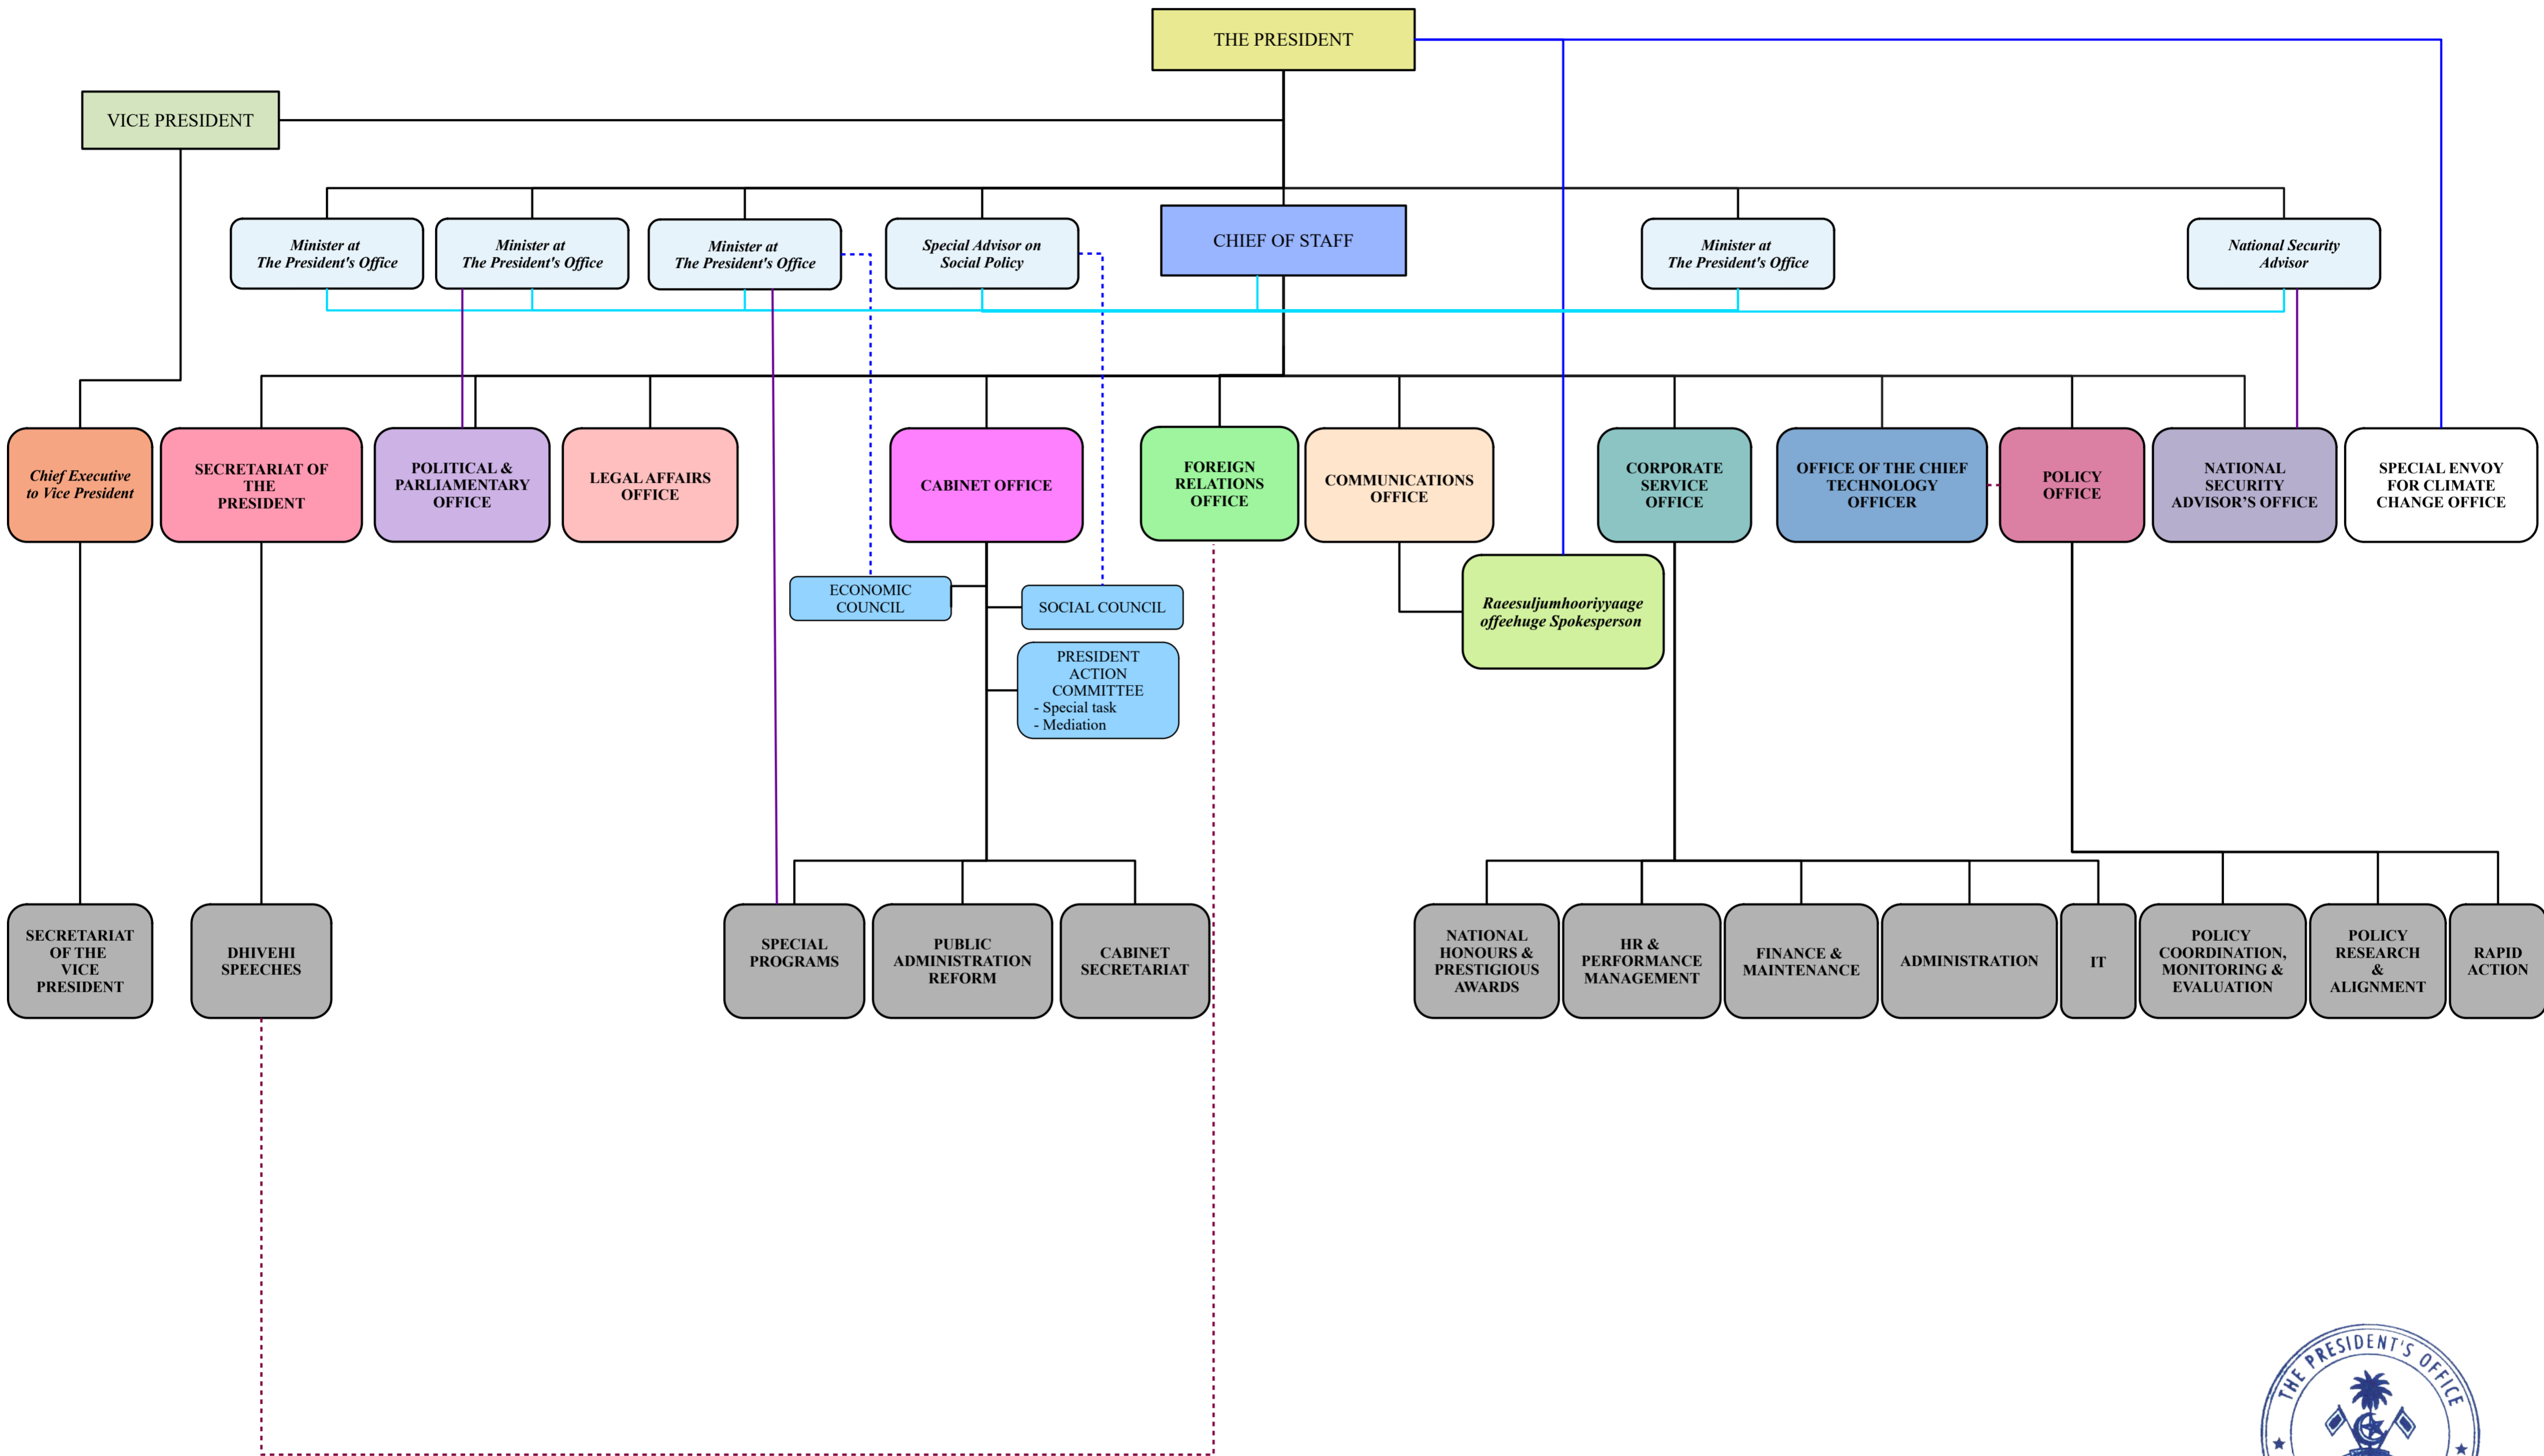 THE PRESIDENT
VICE PRESIDENT
Minister at
The President's Office
Minister at
The President's Office
Minister at
The President's Office
Special Advisor on
Social Policy
CHIEF OF STAFF
Minister at
The President's Office
National Security
Advisor
Chief Executive
to Vice President
SECRETARIAT OF
THE
PRESIDENT
POLITICAL &
PARLIAMENTARY
OFFICE
LEGAL AFFAIRS
OFFICE
CABINET OFFICE
FOREIGN
RELATIONS
OFFICE
COMMUNICATIONS
OFFICE
CORPORATE
SERVICE
OFFICE
OFFICE OF THE CHIEF
TECHNOLOGY
OFFICER
POLICY
OFFICE
NATIONAL
SECURITY
ADVISOR’S OFFICE
SPECIAL ENVOY
FOR CLIMATE
CHANGE OFFICE
ECONOMIC
COUNCIL
SOCIAL COUNCIL
Raeesuljumhooriyyaage
offeehuge Spokesperson
PRESIDENT
ACTION
COMMITTEE
- Special task
- Mediation
SECRETARIAT
OF THE
VICE
PRESIDENT
DHIVEHI
SPEECHES
SPECIAL
PROGRAMS
PUBLIC
ADMINISTRATION
REFORM
CABINET
SECRETARIAT
NATIONAL
HONOURS &
PRESTIGIOUS
AWARDS
HR &
PERFORMANCE
MANAGEMENT
FINANCE &
MAINTENANCE
ADMINISTRATION
IT
POLICY
COORDINATION,
MONITORING &
EVALUATION
POLICY
RESEARCH
&
ALIGNMENT
RAPID
ACTION
THE PRESIDENT'S OFFICE